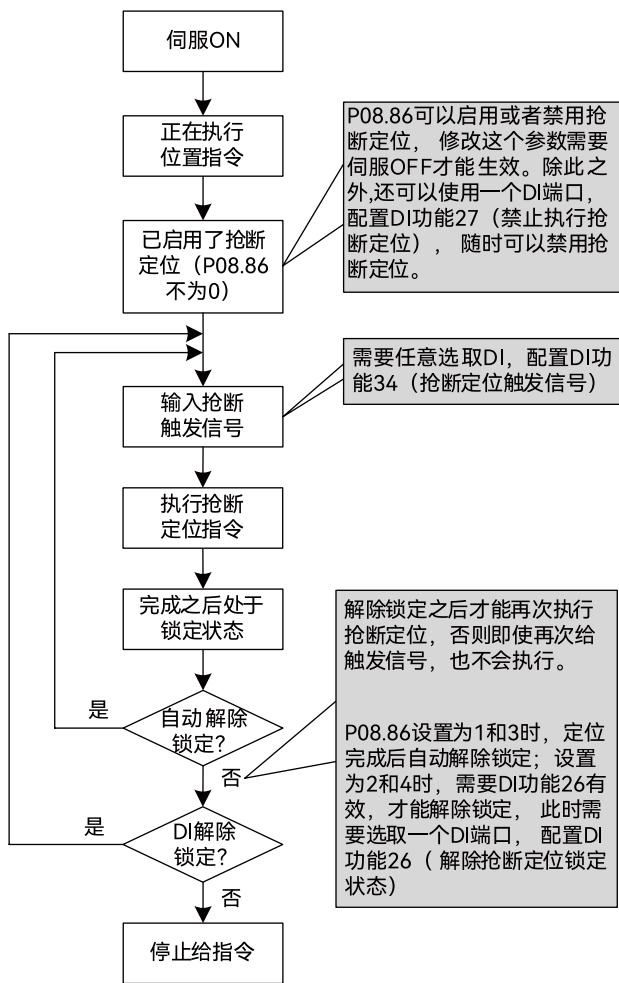 伺服ON
正在执行
位置指令
P08.86可以启用或者禁用抢
断定位， 修改这个参数需要
伺服OFF才能生效。除此之
外,还可以使用一个DI端口，
配置DI功能27（禁止执行抢
断定位）， 随时可以禁用抢
断定位。
已启用了抢断
定位（P08.86
不为0）
需要任意选取DI，配置DI功
能34（抢断定位触发信号）
输入抢断
触发信号
执行抢断
定位指令
完成之后处于
锁定状态
解除锁定之后才能再次执行
抢断定位，否则即使再次给
触发信号，也不会执行。
P08.86设置为1和3时，定位
完成后自动解除锁定；设置
为2和4时，需要DI功能26有
效，才能解除锁定， 此时需
要选取一个DI端口， 配置DI
功能26（ 解除抢断定位锁定
状态）
是
自动解除
锁定？
否
是
DI解除
锁定？
否
停止给指令